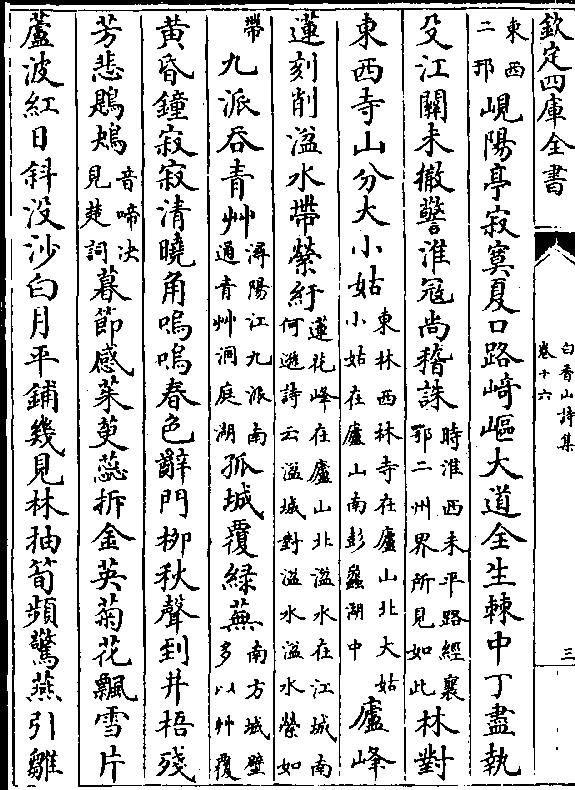 欽定四庫全書
白香山詩集
卷十六
三
東西二邦峴陽亭寂寞夏口路崎嶇大道全生棘中丁盡執
殳江關未撤警淮冦尚稽誅時淮西未平路經襄鄂二州界所見如此林對
東西寺山分大小姑東林西林寺在廬山北大姑小姑在廬山南彭蠡湖中廬峰
蓮刻削湓水帶縈紆蓮花峰在廬山北湓水在江城南何遜詩云湓城對湓水湓水縈如
帶九派吞青艸潯陽江九派南通青艸洞庭湖孤城覆緑蕪南方城壁多以艸覆
黄昏鐘寂寂清曉角嗚嗚春色辭門栁秋聲到井梧殘
芳悲鶗鴂音啼决見楚詞暮節感茱萸蕊拆金英菊花飄雪片
蘆波紅日斜没沙白月平鋪幾見林抽筍頻驚燕引雛